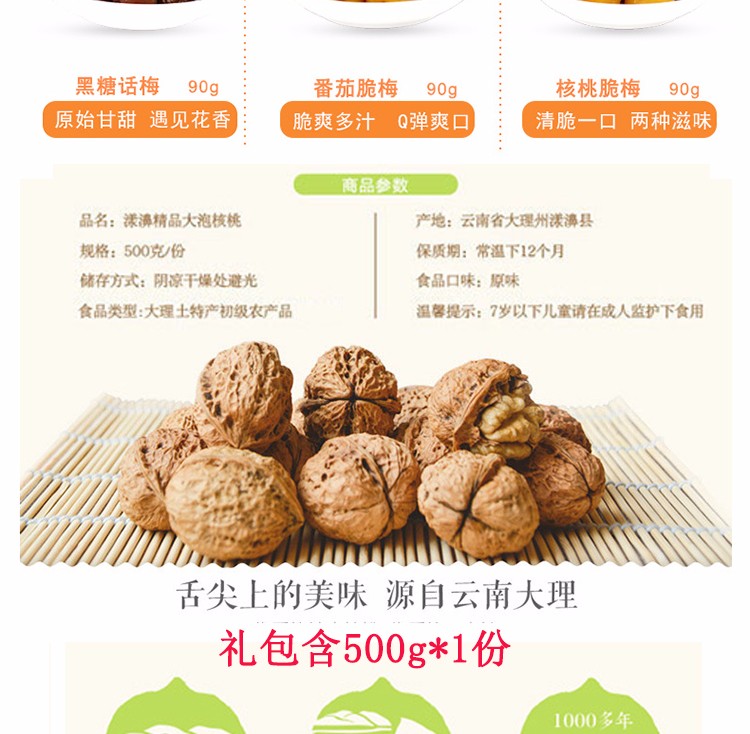 黑糖话梅 90g
原始甘甜 遇见花香
番茄脆梅 90g
脆爽多汁 Q弹爽口
核桃脆梅 90g
清脆一口 两种滋味
商品参数
品名：漾濞精品大泡核桃
规格：500克/份
储存方式：阴凉干燥处避光
食品类型:大理土特产初级农产品
产地：云南省大理州漾濞县
保质期：常温下12个月
食品口味：原味
温馨提示：7岁以下儿童请在成人监护下食用
舌尖上的美味 源自云南大理
礼包含500g*1份
1000多年